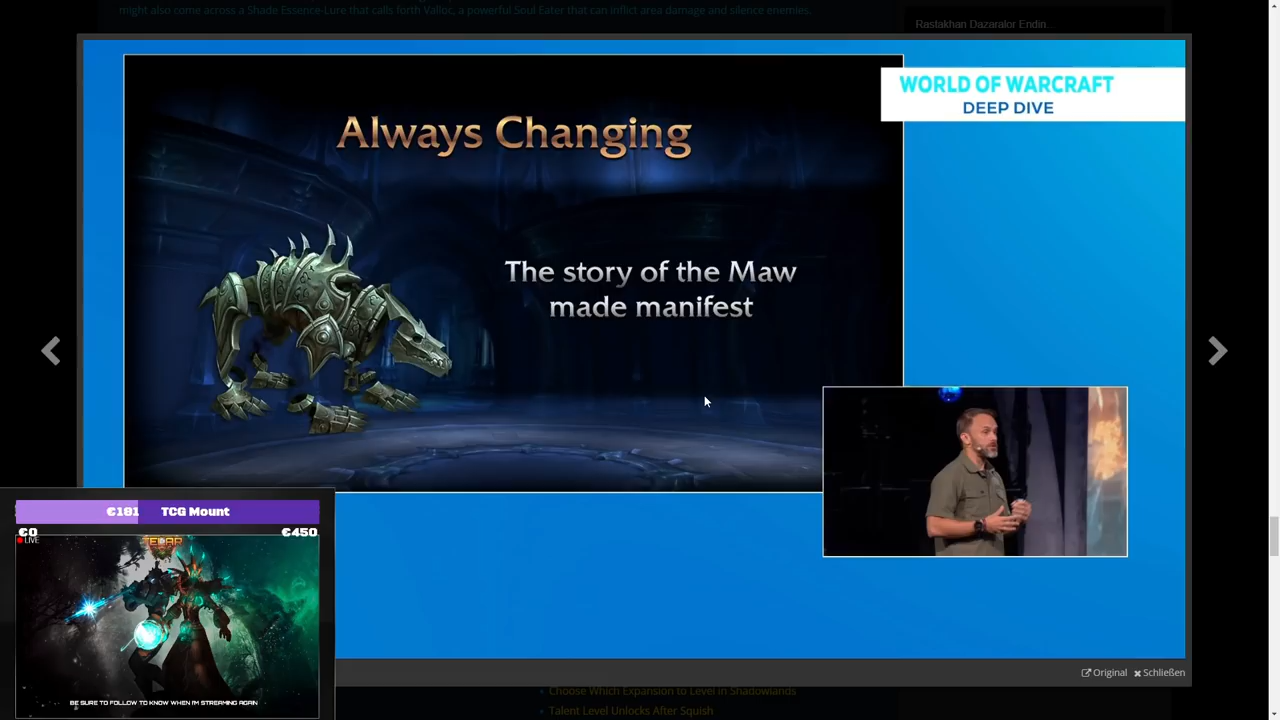 might also come across a Shade Essence-Lure that calls forth Valloc, a powerful Soul Eater that can inflict area damage and silence enemies.
Rastakhan Dazaralor Endin...
WORLD OF WARCRAFT
DEEP DIVE
Always Changing
The story of the Maw
made manifest
€181 TCG Mount
€0 €450
LIVE
BE SURE TO FOLLOW TO KNOW WHEN I'M STREAMING AGAIN
Original Schließen
Choose Which Expansion to Level in Shadowlands
Talent Level Unlocks After Squish